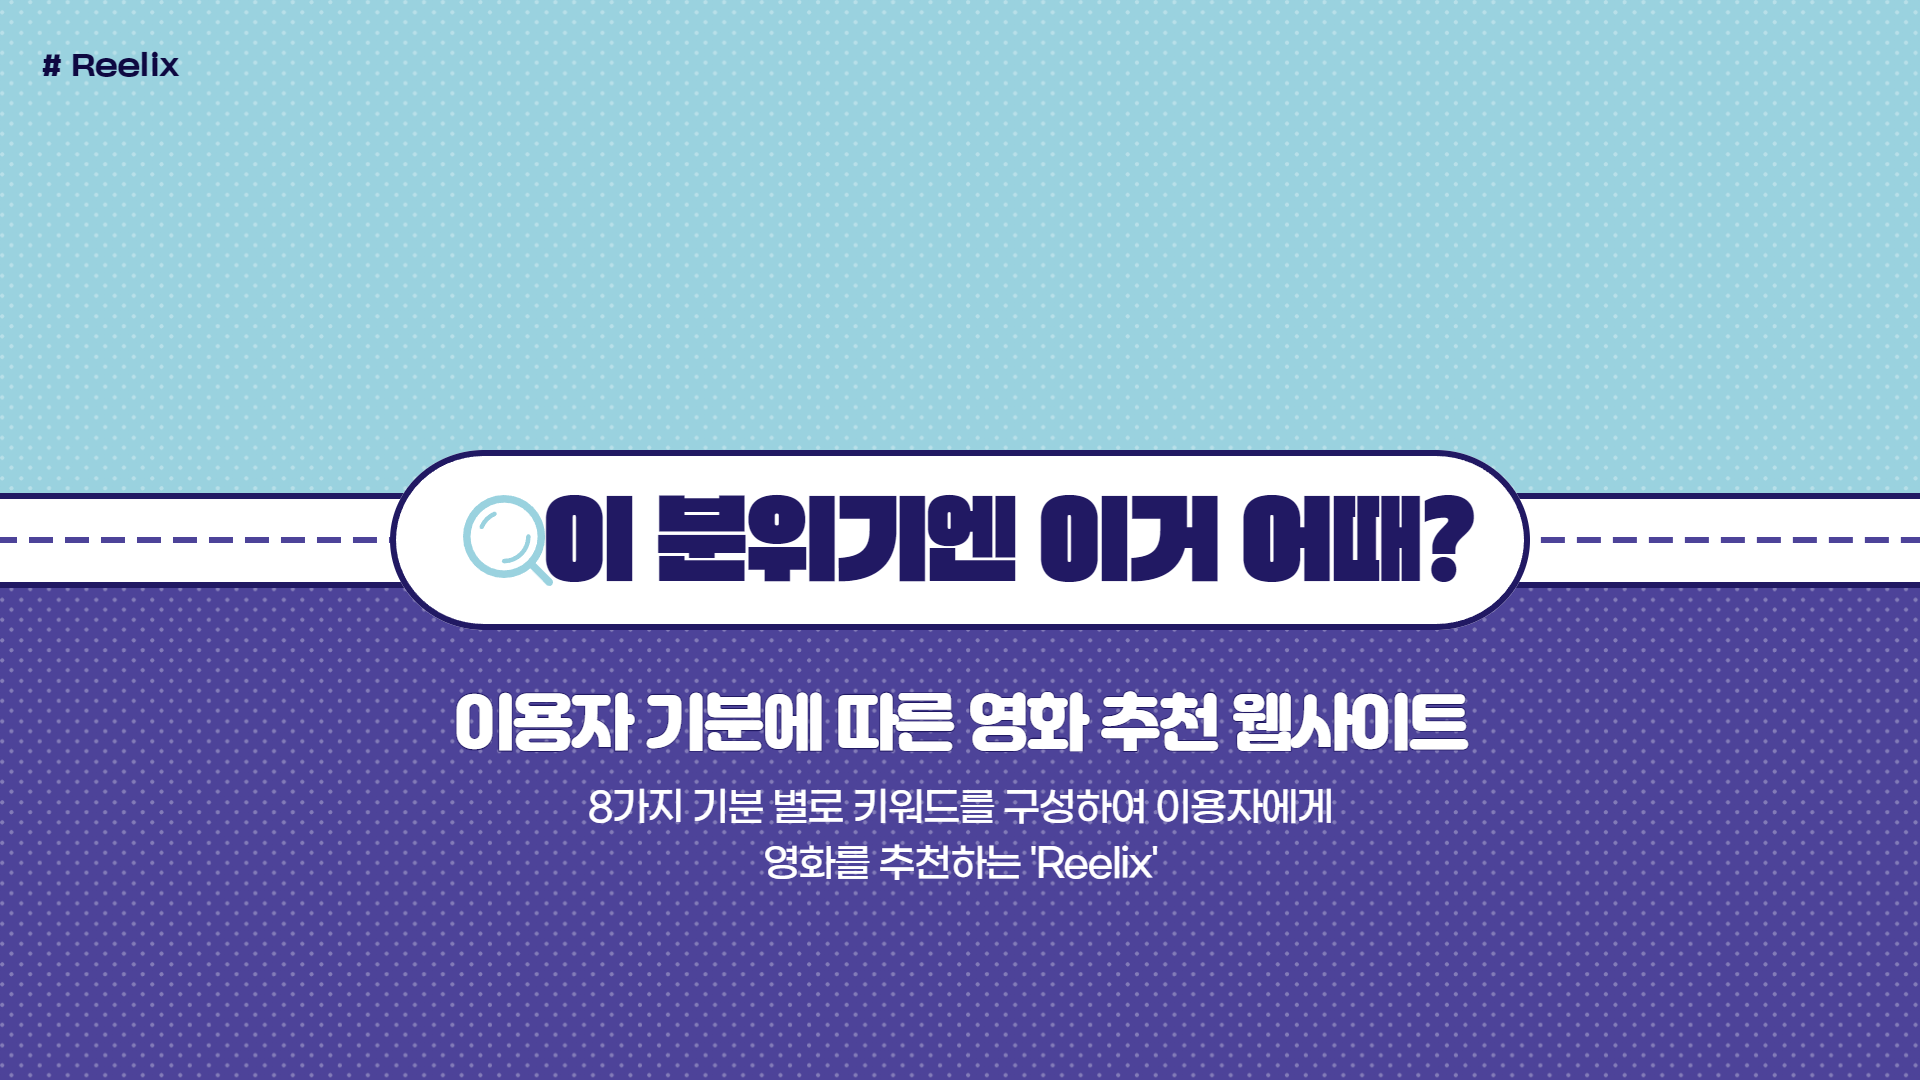 # Reelix
이 분위기엔 이거 어때?
이용자 기분에 따른 영화 추천 웹사이트
8가지 기분 별로 키워드를 구성하여 이용자에게
영화를 추천하는 'Reelix'